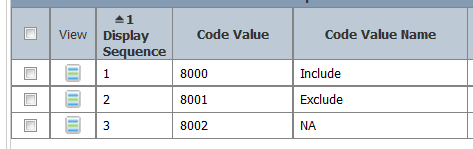 View ≜1 Display Sequence Code Value Code Value Name
1 8000 Include
2 8001 Exclude
3 8002 NA